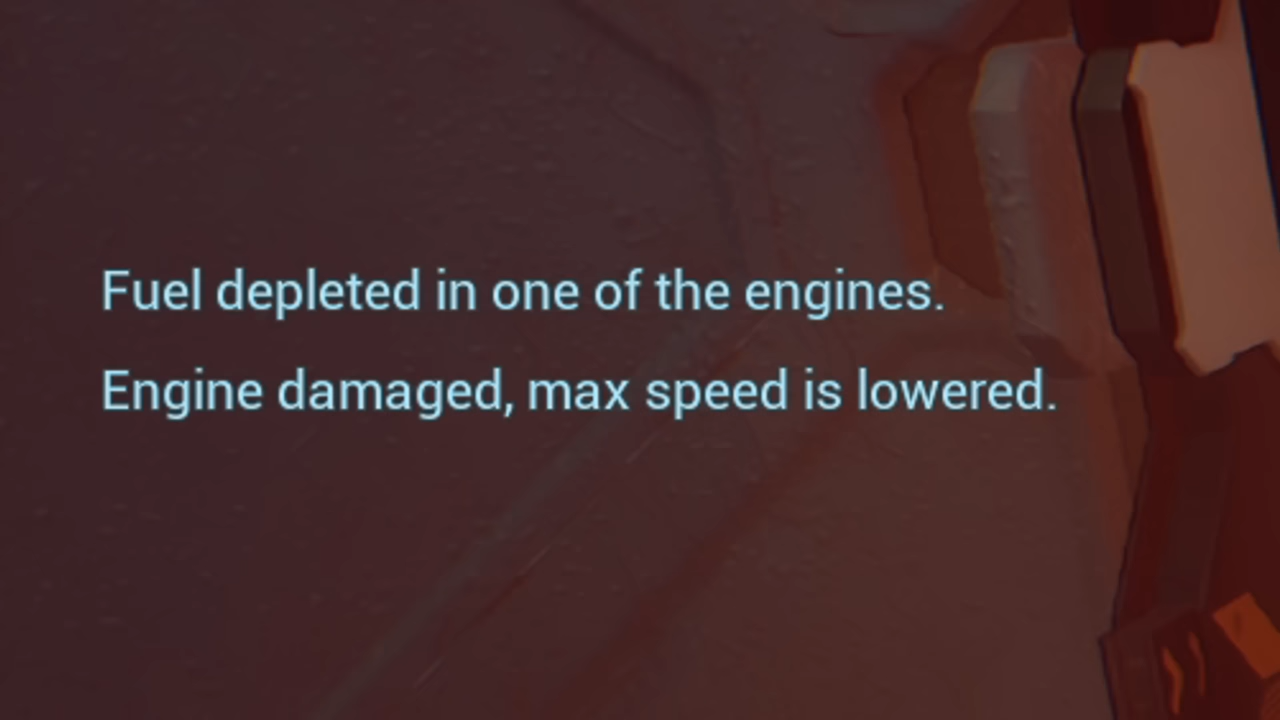 Fuel depleted in one of the engines.
Engine damaged, max speed is lowered.